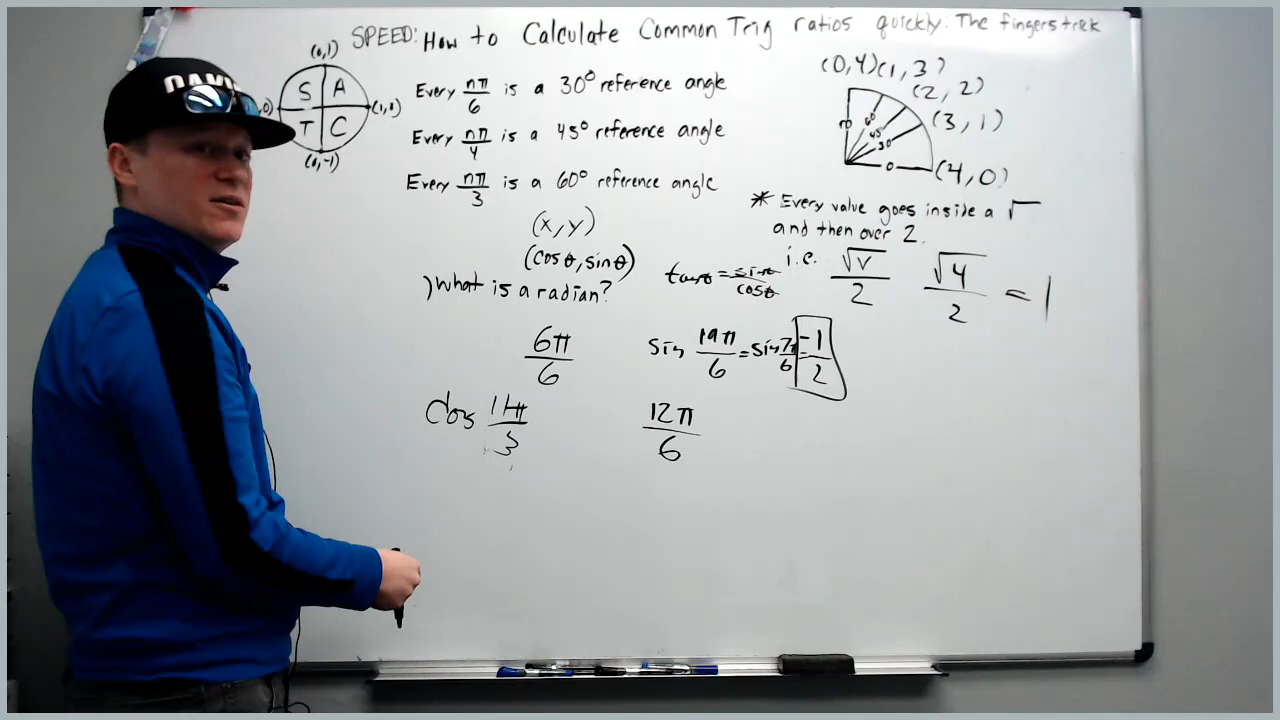 SPEED: How to Calculate Common Trig ratios quickly: The fingers trick
(0,1)
S A
T C
(0,-1)
Every nπ/6 is a 30° reference angle
Every nπ/4 is a 45° reference angle
Every nπ/3 is a 60° reference angle
(x,y)
(cosθ, sinθ)
)What is a radian?
tanθ = sinθ/cosθ
(0,4)(1,3)
(2,2)
(3,1)
(4,0)
60
45
30
0
* Every value goes inside a √
and then over 2.
i.e. √V/2 √4/2 = 1
6π/6
sin 19π/6 = sin 7π/6 = -1/2
cos 11π/3
12π/6